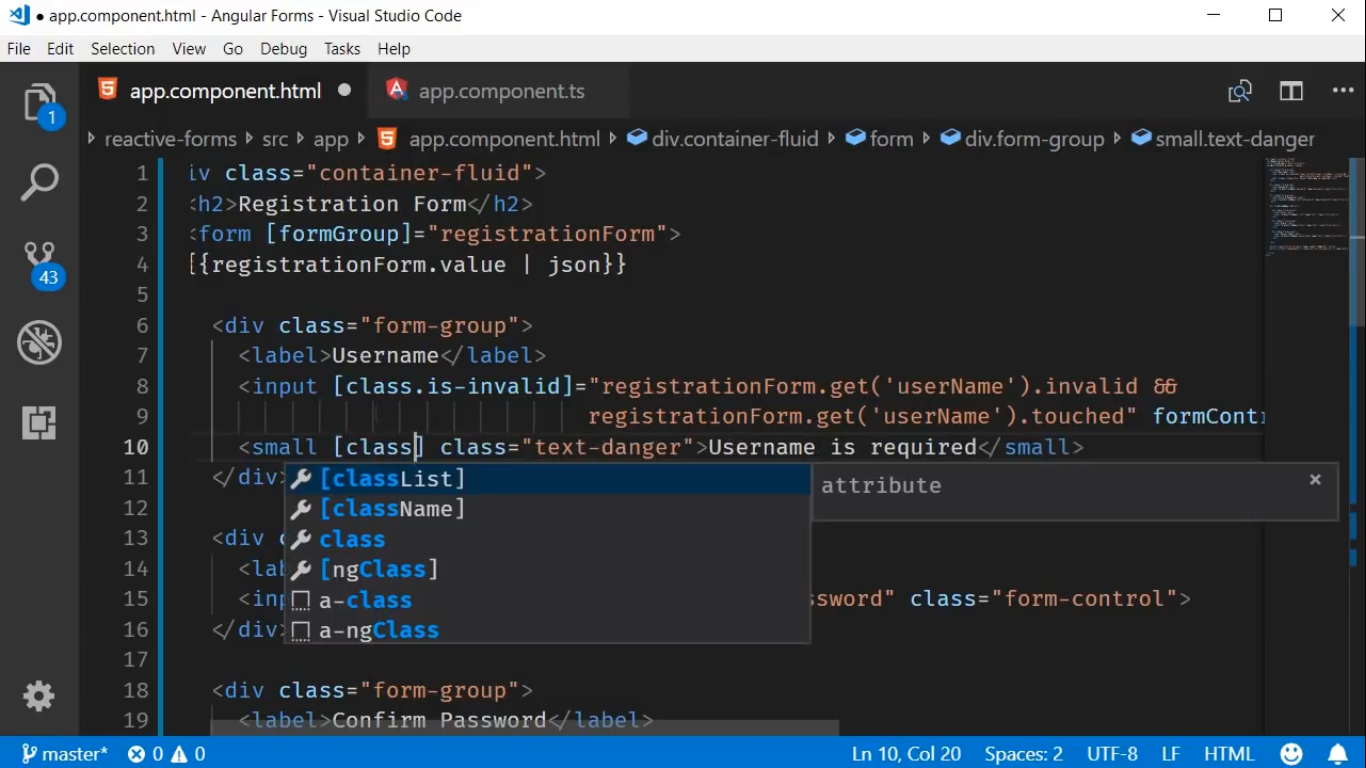 app.component.html - Angular Forms - Visual Studio Code
File Edit Selection View Go Debug Tasks Help
1
app.component.html app.component.ts
reactive-forms src app app.component.html div.container-fluid form div.form-group small.text-danger
1 iv class="container-fluid">
2 <h2>Registration Form</h2>
3 <form [formGroup]="registrationForm">
4 {{registrationForm.value | json}}
43
5
6 <div class="form-group">
7 <label>Username</label>
8 <input [class.is-invalid]="registrationForm.get('userName').invalid &&
9 registrationForm.get('userName').touched" formContr
10 <small [class] class="text-danger">Username is required</small>
11 </div>
[classList] attribute ×
[className]
12
13 <div c
class
14 <lab
[ngClass]
15 <inp ssword" class="form-control">
a-class
16 </div>
a-ngClass
17
18 <div class="form-group">
19 <label>Confirm Password</label>
master* 0 0 Ln 10, Col 20 Spaces: 2 UTF-8 LF HTML